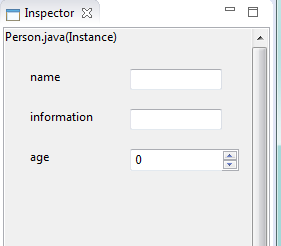 Inspector
Person.java(Instance)
name
information
age
0